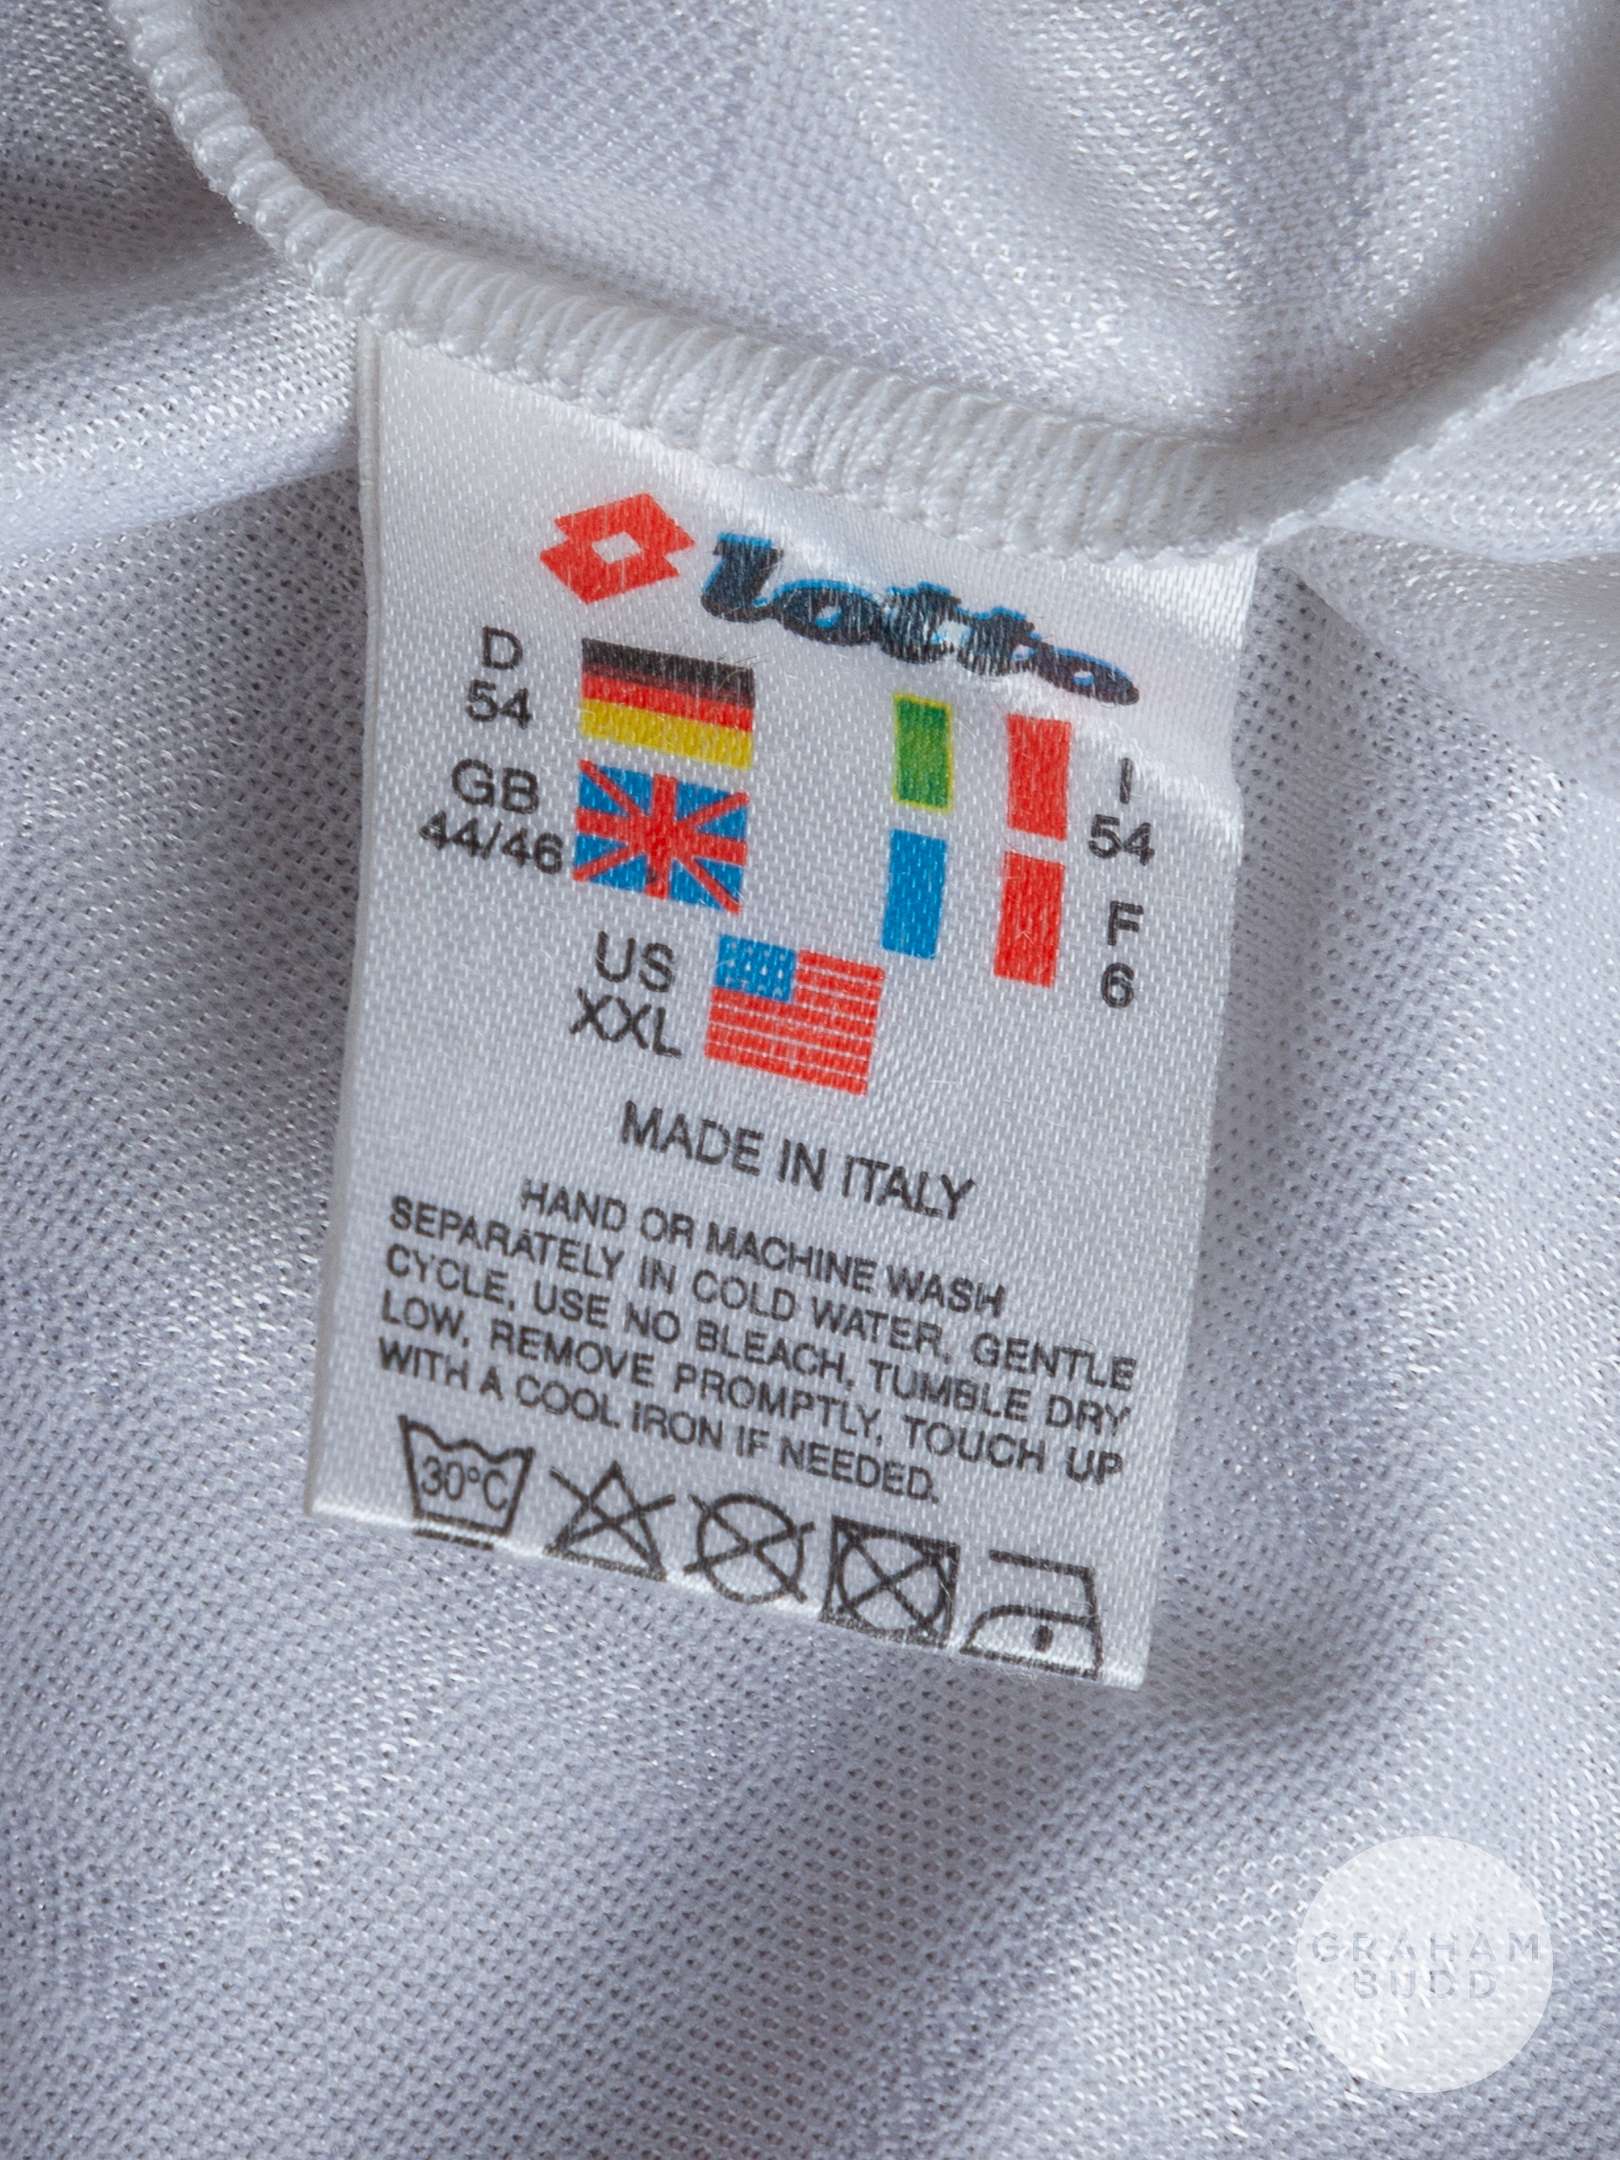 lotto
D
54
GB
44/46
I
54
F
6
US
XXL
MADE IN ITALY
HAND OR MACHINE WASH
SEPARATELY IN COLD WATER, GENTLE
CYCLE, USE NO BLEACH, TUMBLE DRY
LOW, REMOVE PROMPTLY, TOUCH UP
WITH A COOL IRON IF NEEDED.
30°C
GRAHAM
BUDD